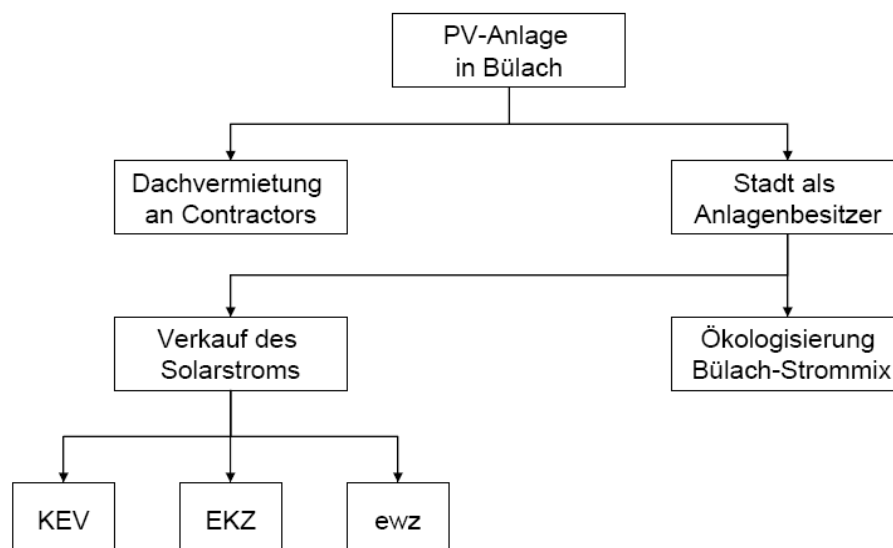 PV-Anlage
in Bülach
Dachvermietung
an Contractors
Stadt als
Anlagenbesitzer
Verkauf des
Solarstroms
Ökologisierung
Bülach-Strommix
KEV
EKZ
ewz